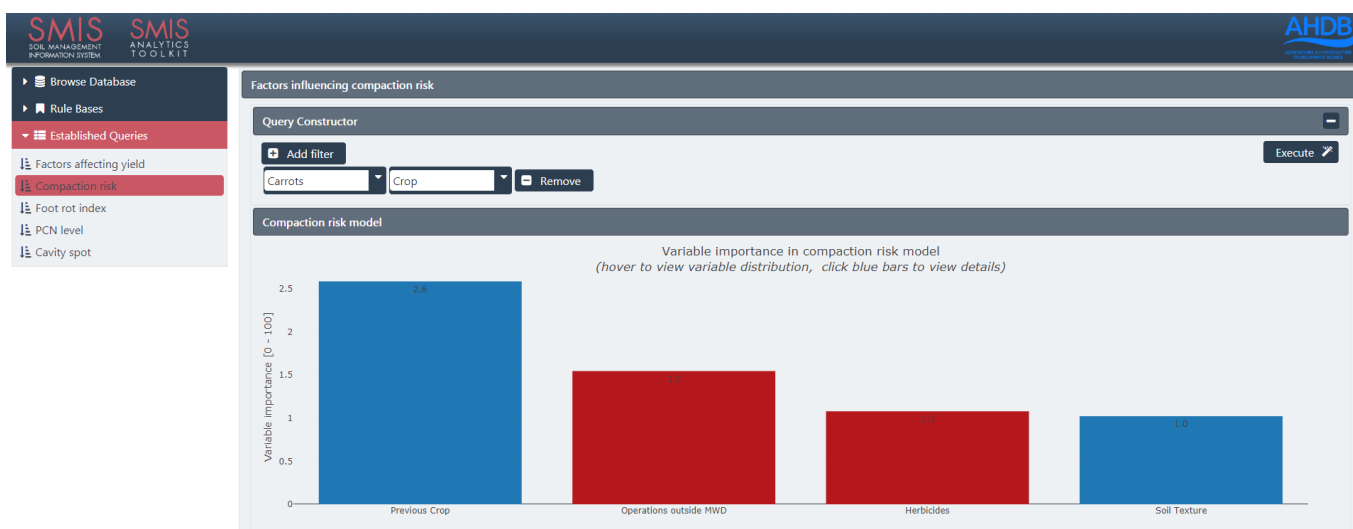 SMIS
SOIL MANAGEMENT
INFORMATION SYSTEM
SMIS
ANALYTICS
TOOLKIT
AHDB
Browse Database
Rule Bases
Established Queries
Factors affecting yield
Compaction risk
Foot rot index
PCN level
Cavity spot
Factors influencing compaction risk
Query Constructor
Add filter
Execute
Carrots
Crop
Remove
Compaction risk model
Variable importance in compaction risk model
(hover to view variable distribution, click blue bars to view details)
Variable importance [0 - 100]
2.5
2
1.5
1
0.5
0
2.6
1.1
1.0
Previous Crop
Operations outside MWD
Herbicides
Soil Texture